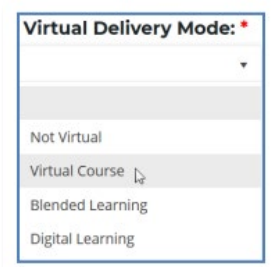 Virtual Delivery Mode: *
Not Virtual
Virtual Course
Blended Learning
Digital Learning